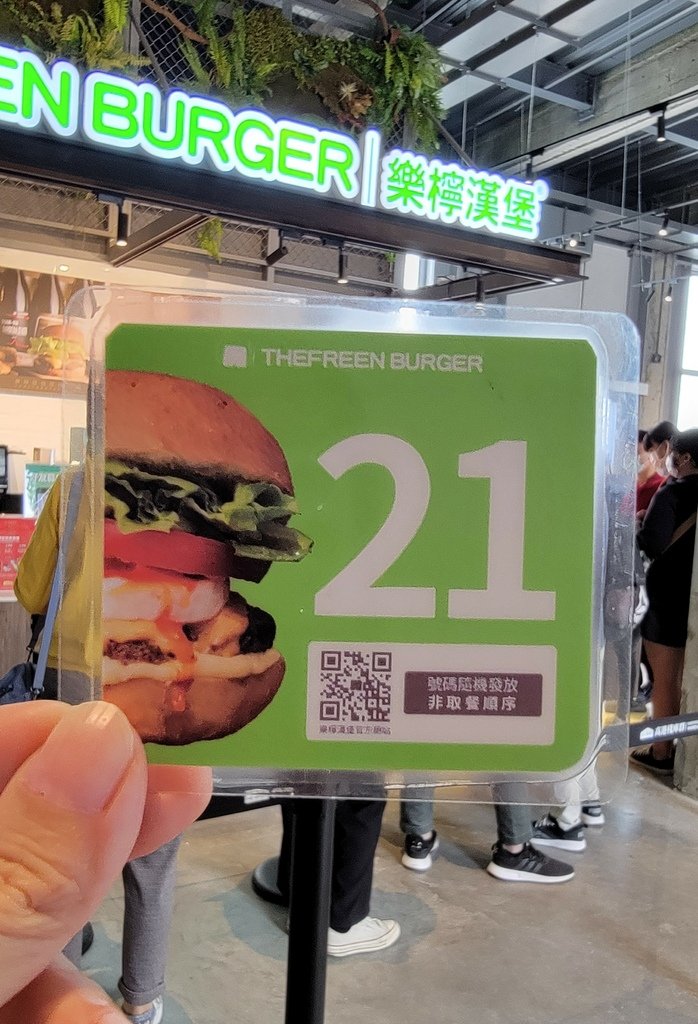 EN BURGER | 樂檸漢堡
THEFREEN BURGER
21
號碼隨機發放
非取餐順序
樂檸漢堡官方網站